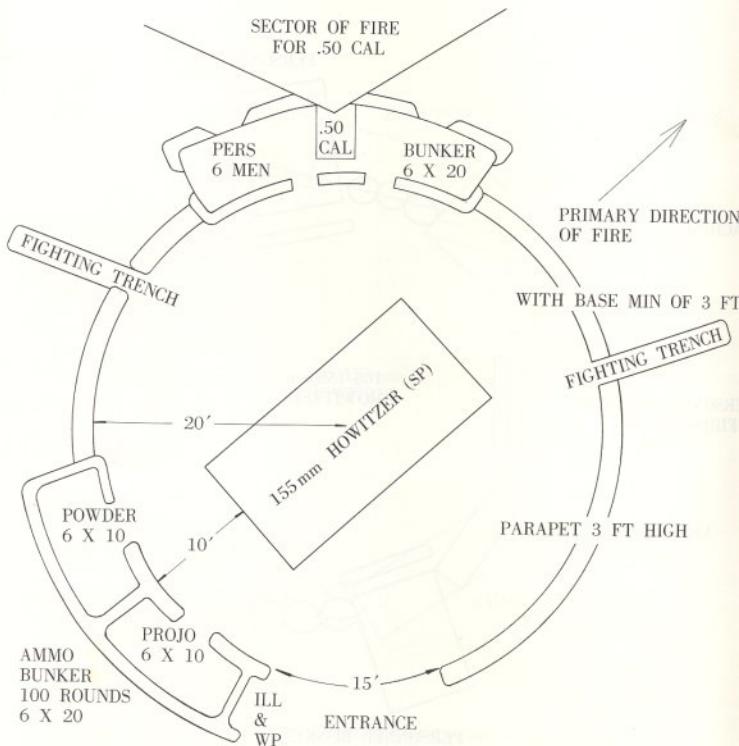 SECTOR OF FIRE
FOR .50 CAL
.50
CAL
PERS
6 MEN
BUNKER
6 X 20
PRIMARY DIRECTION
OF FIRE
FIGHTING TRENCH
WITH BASE MIN OF 3 FT
FIGHTING TRENCH
155mm HOWITZER (SP)
20′
10′
POWDER
6 X 10
PARAPET 3 FT HIGH
PROJO
6 X 10
AMMO
BUNKER
100 ROUNDS
6 X 20
15′
ILL
&
WP
ENTRANCE